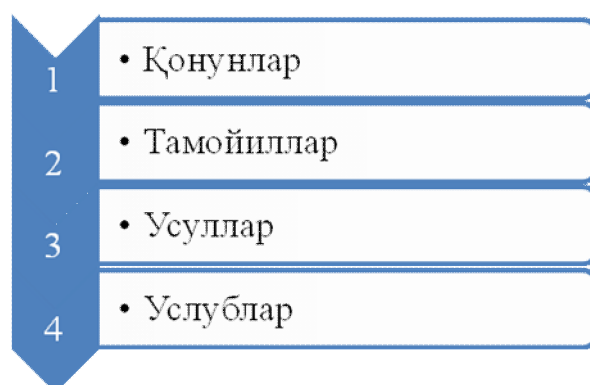 1 • Қонунлар
2 • Тамойиллар
3 • Усуллар
4 • Услублар